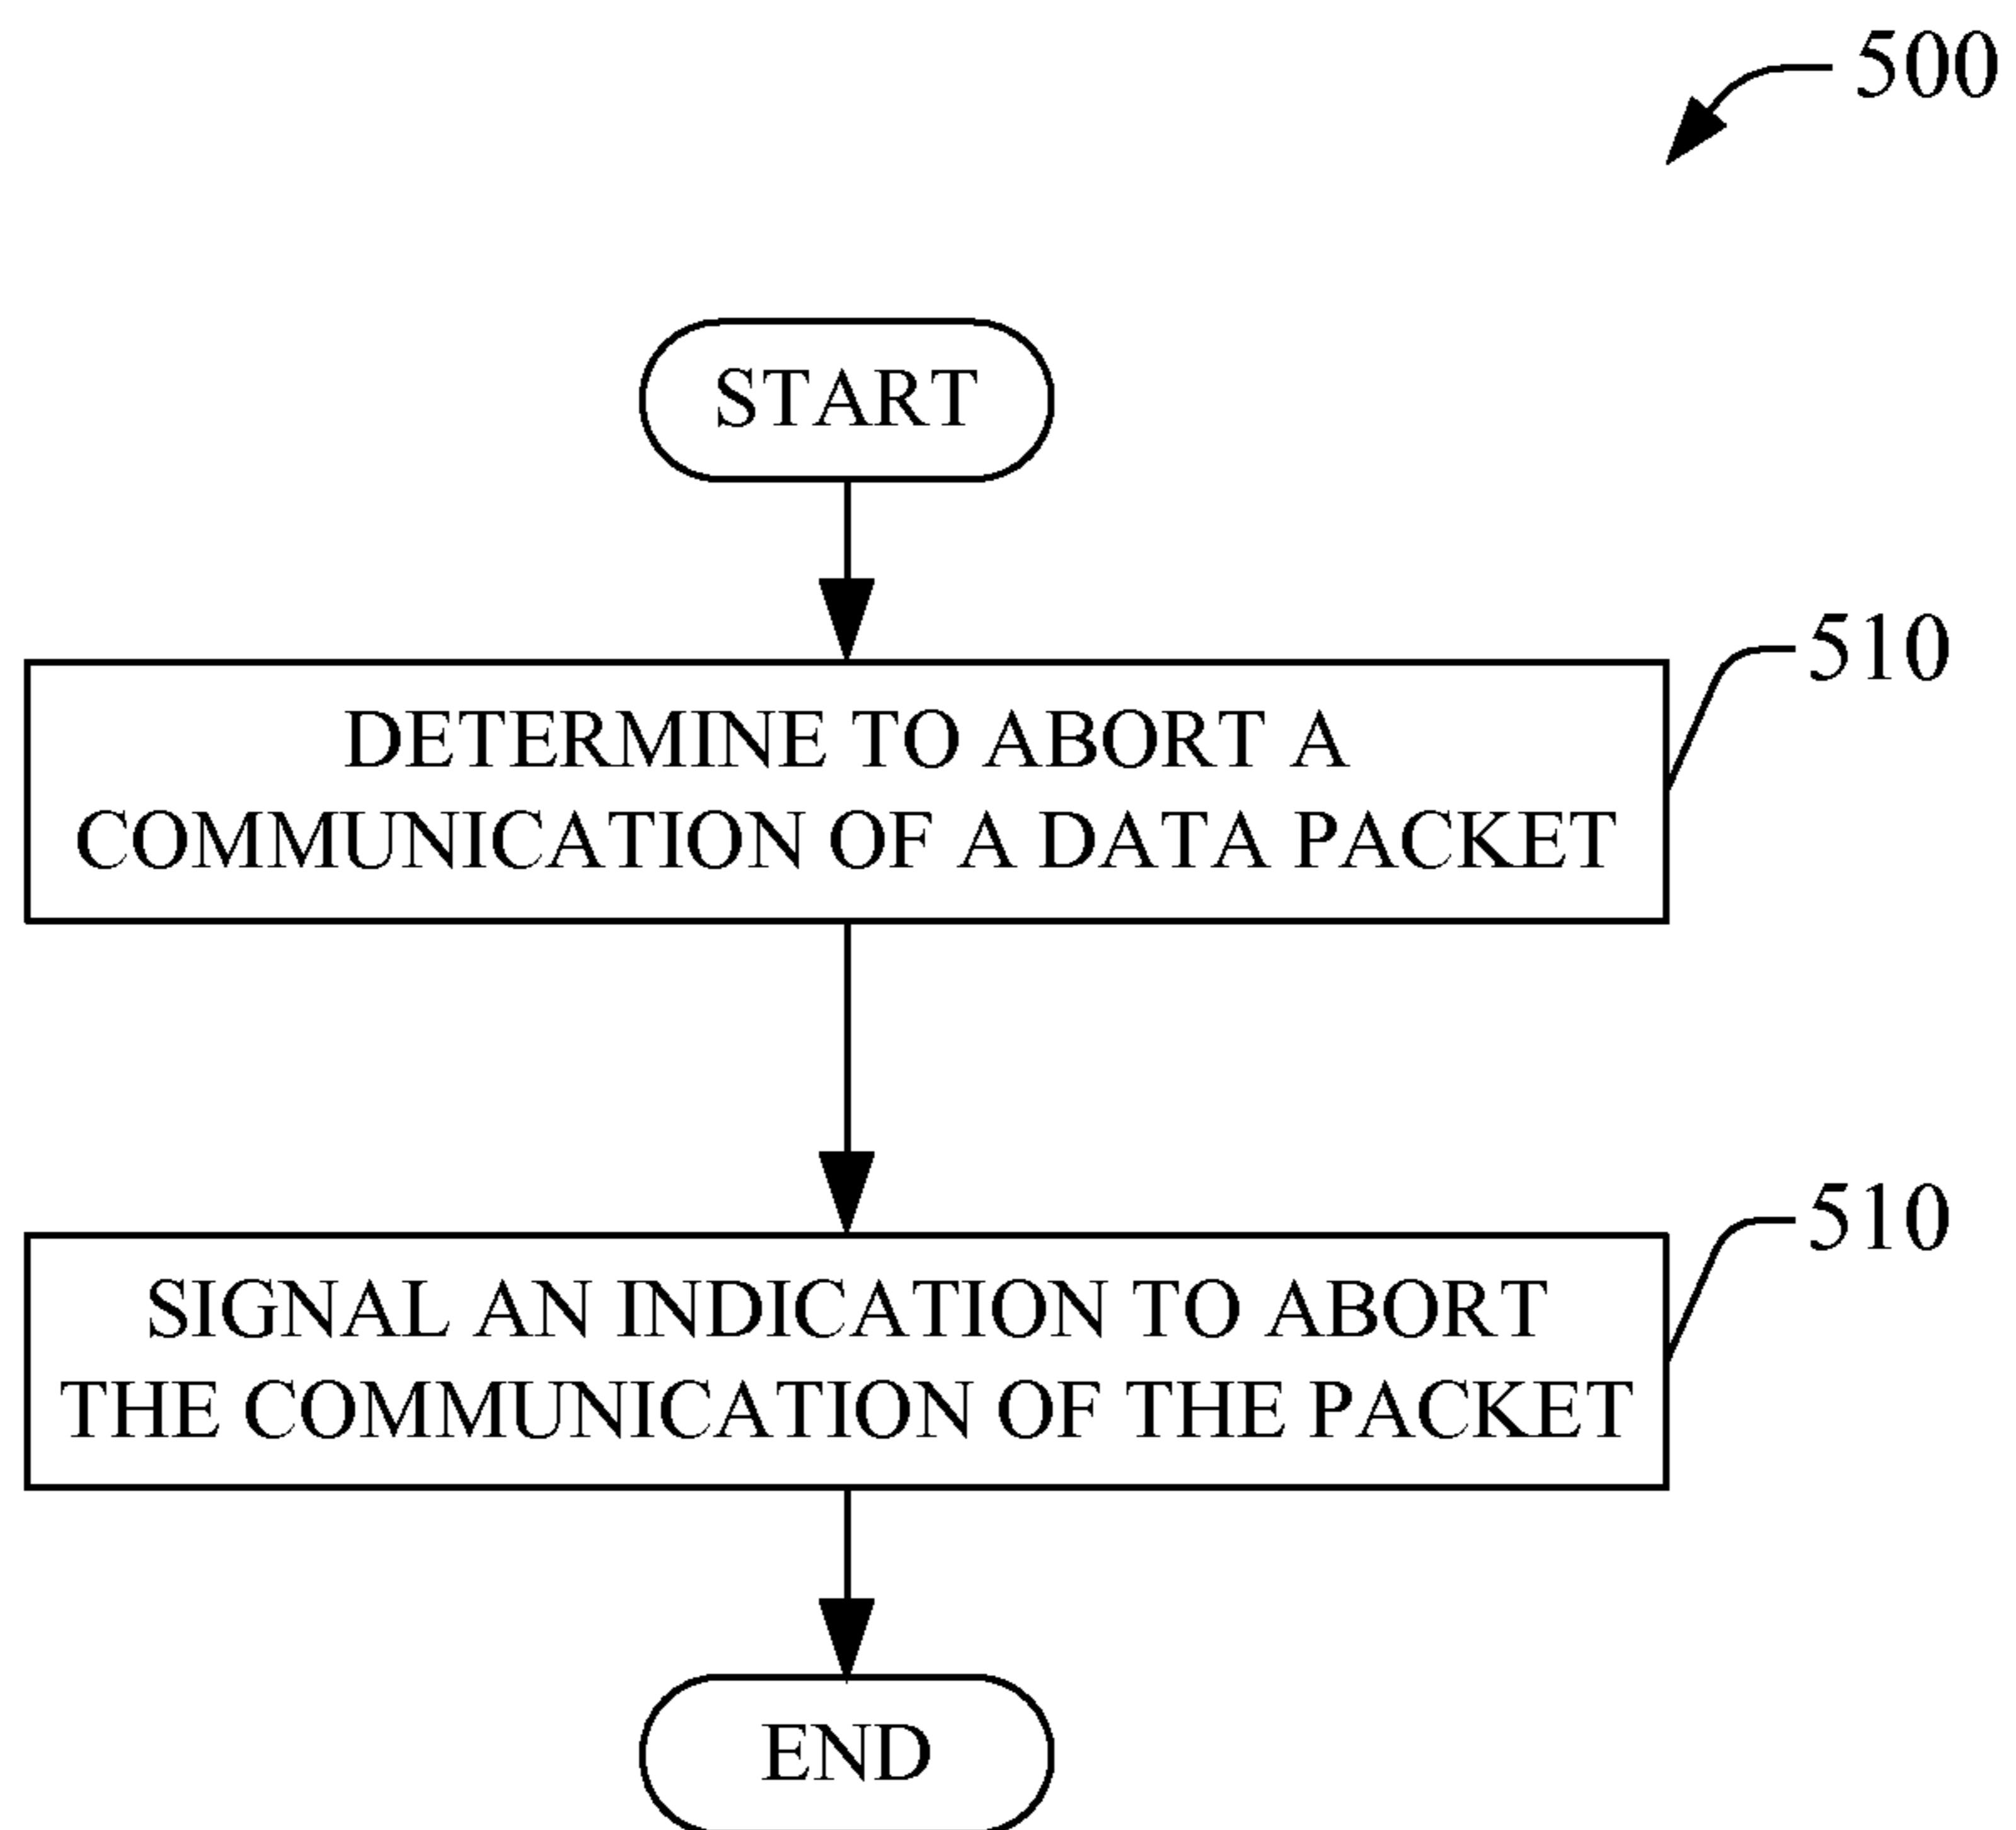 500
START
510
DETERMINE TO ABORT A
COMMUNICATION OF A DATA PACKET
510
SIGNAL AN INDICATION TO ABORT
THE COMMUNICATION OF THE PACKET
END